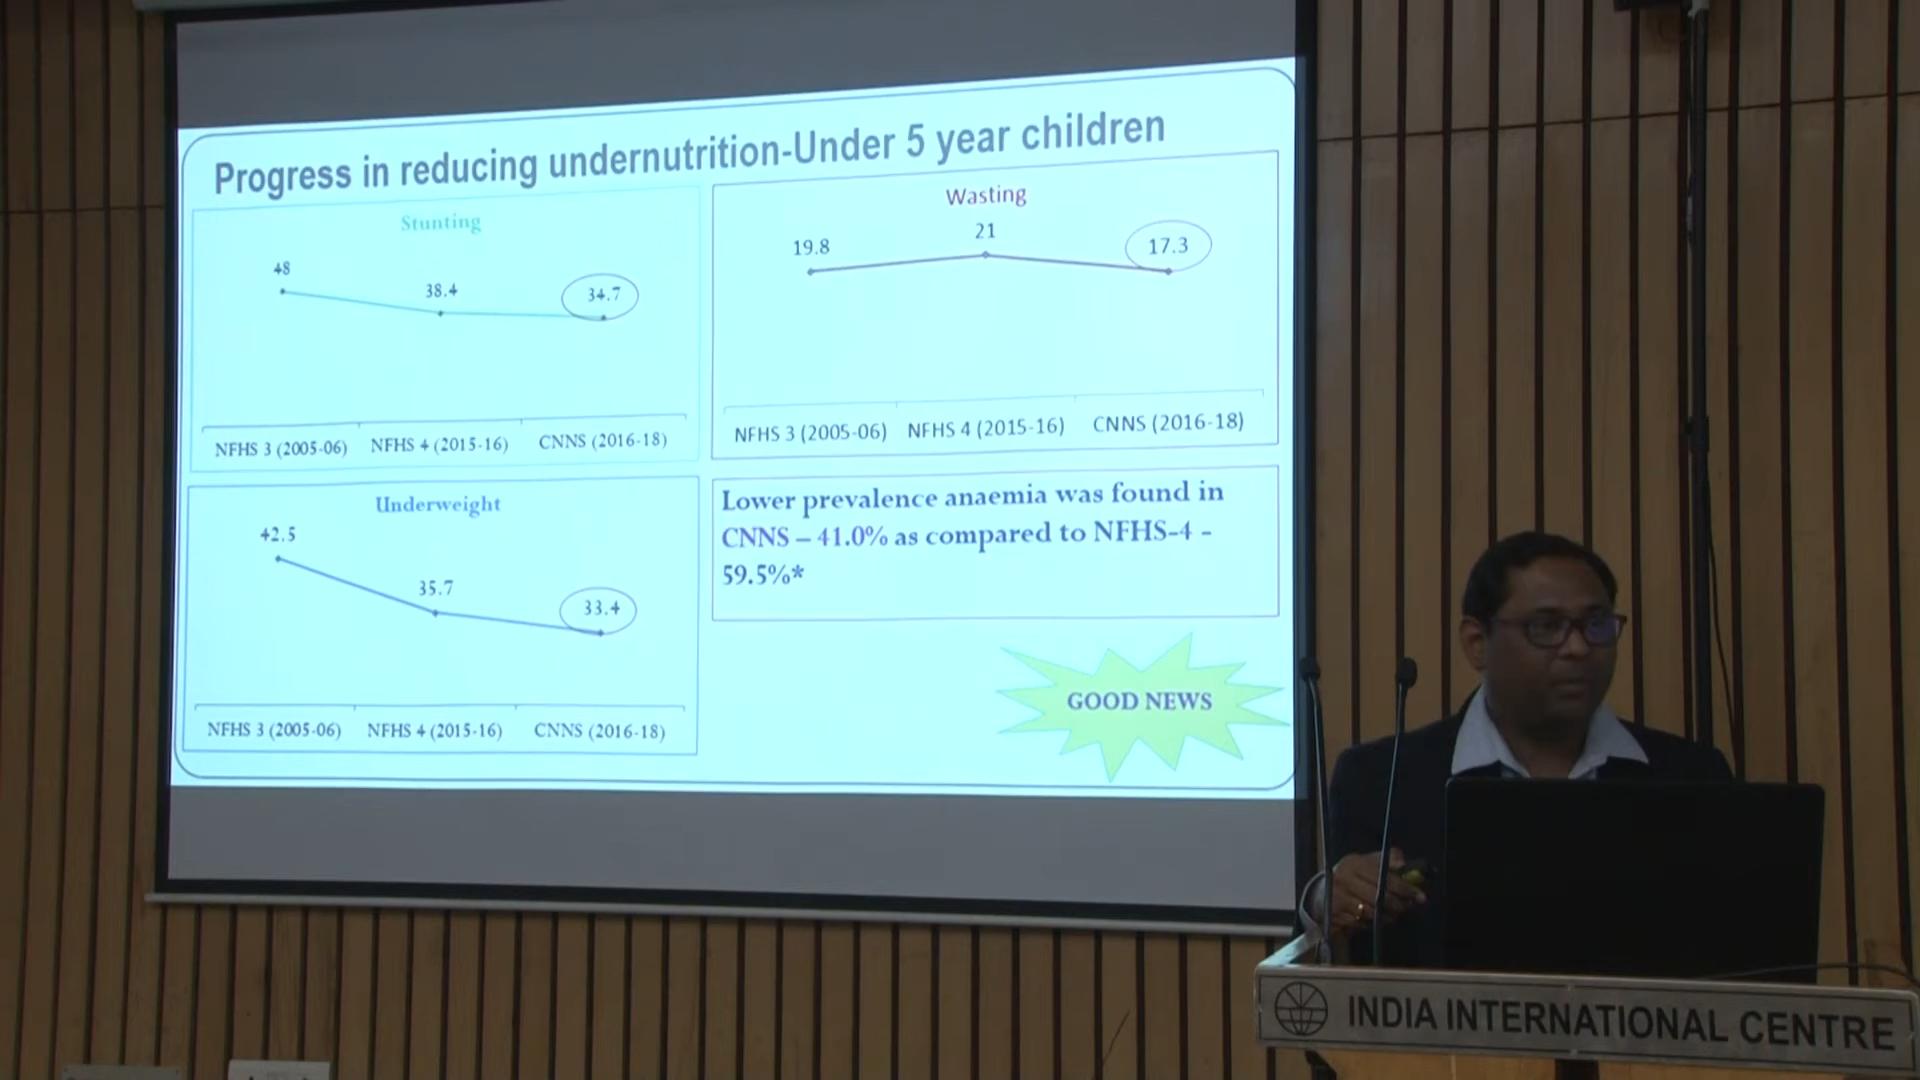 Progress in reducing undernutrition-Under 5 year children
Stunting
48
38.4
34.7
NFHS 3 (2005-06) NFHS 4 (2015-16) CNNS (2016-18)
Wasting
19.8
21
17.3
NFHS 3 (2005-06) NFHS 4 (2015-16) CNNS (2016-18)
Underweight
42.5
35.7
33.4
NFHS 3 (2005-06) NFHS 4 (2015-16) CNNS (2016-18)
Lower prevalence anaemia was found in
CNNS – 41.0% as compared to NFHS-4 -
59.5%*
GOOD NEWS
INDIA INTERNATIONAL CENTRE